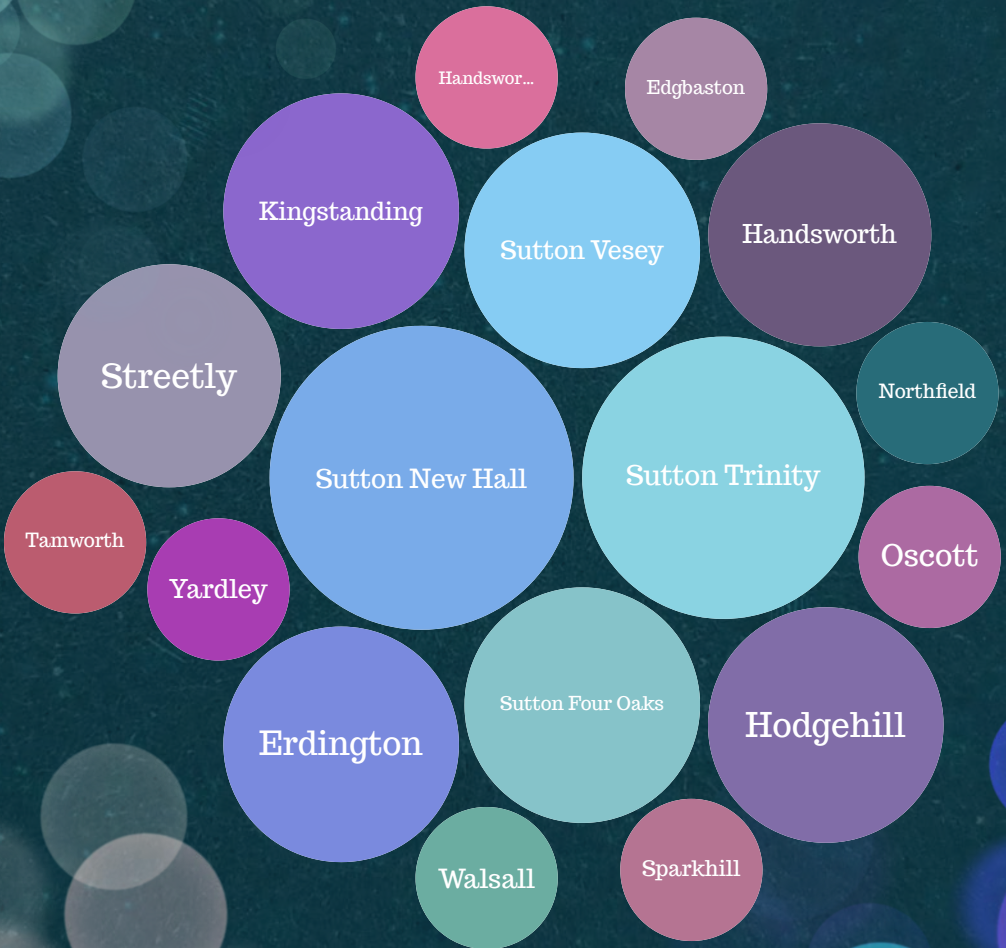 Handswor...
Edgbaston
Kingstanding
Sutton Vesey
Handsworth
Streetly
Northfield
Sutton New Hall
Sutton Trinity
Tamworth
Oscott
Yardley
Sutton Four Oaks
Hodgehill
Erdington
Sparkhill
Walsall